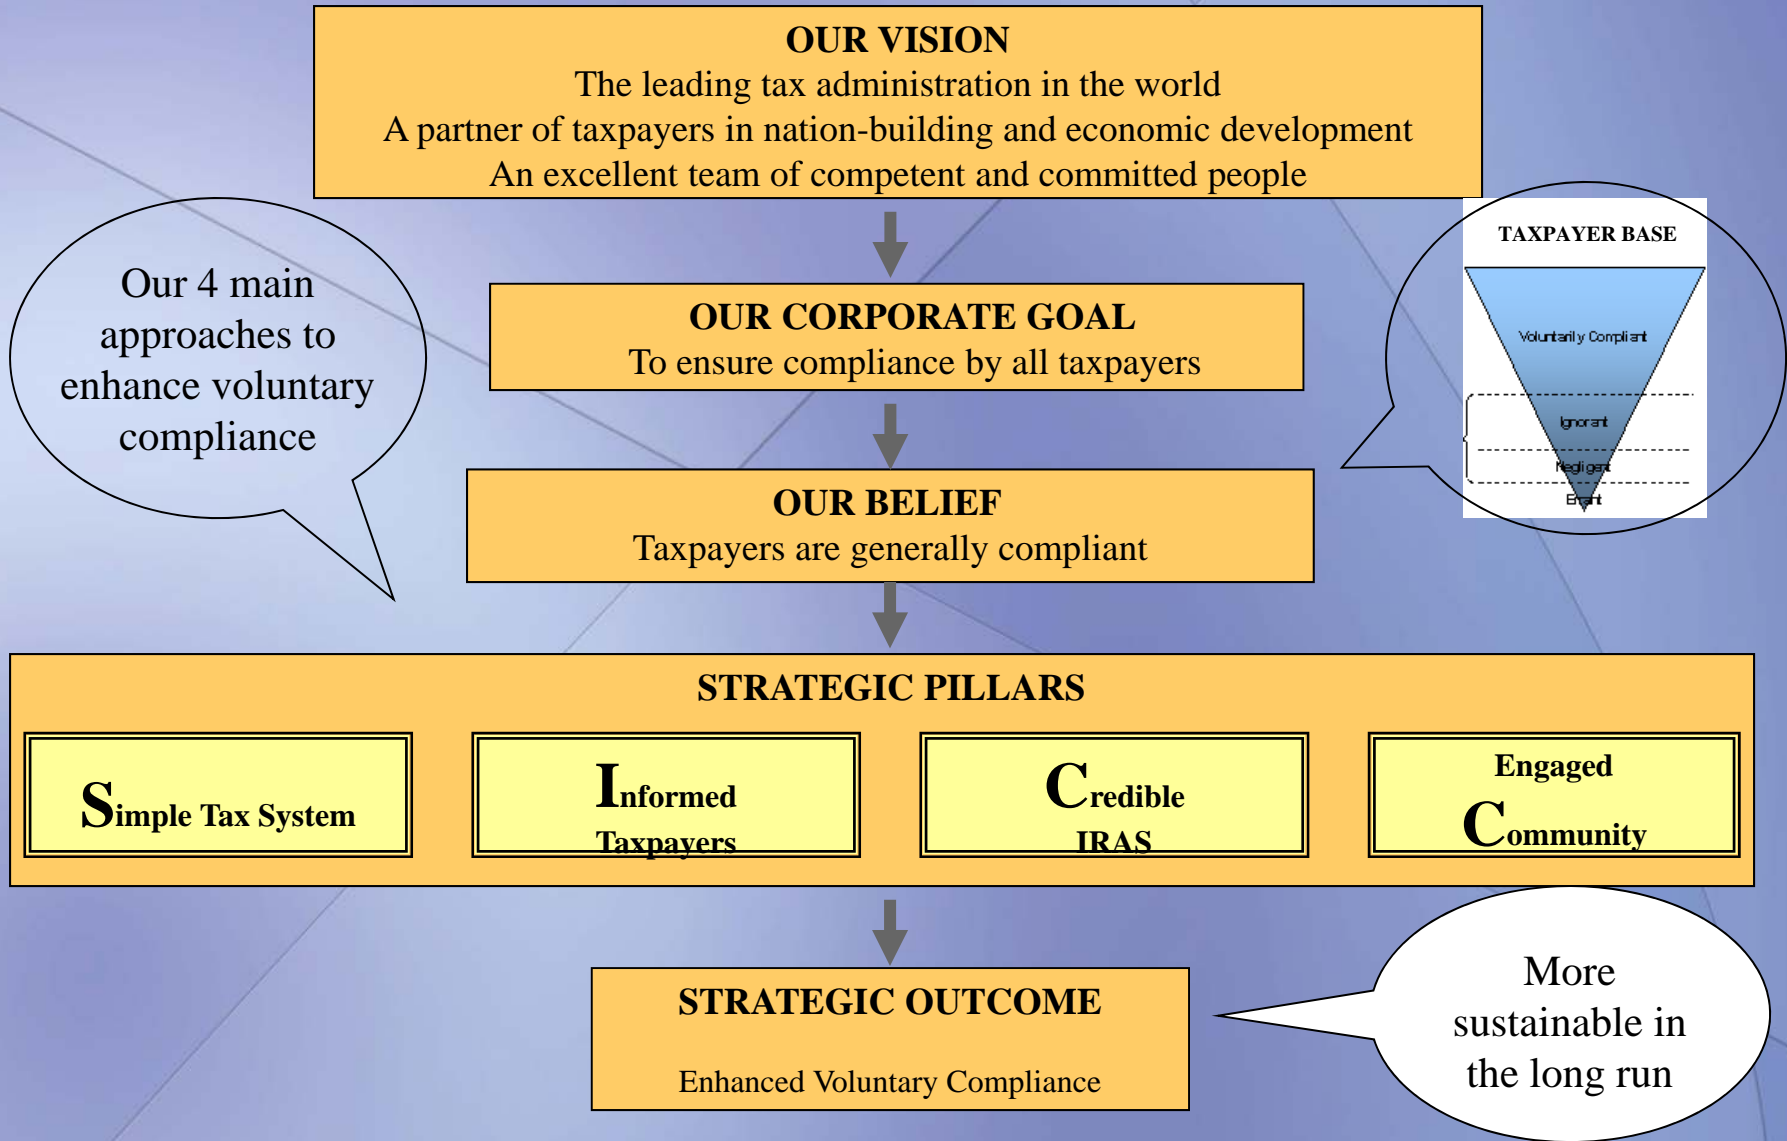 OUR VISION
The leading tax administration in the world
A partner of taxpayers in nation-building and economic development
An excellent team of competent and committed people
Our 4 main
approaches to
enhance voluntary
compliance
TAXPAYER BASE
Voluntarily Compliant
Ignorant
Negligent
Errant
OUR CORPORATE GOAL
To ensure compliance by all taxpayers
OUR BELIEF
Taxpayers are generally compliant
STRATEGIC PILLARS
Simple Tax System
Informed
Taxpayers
Credible
IRAS
Engaged
Community
STRATEGIC OUTCOME
Enhanced Voluntary Compliance
More
sustainable in
the long run